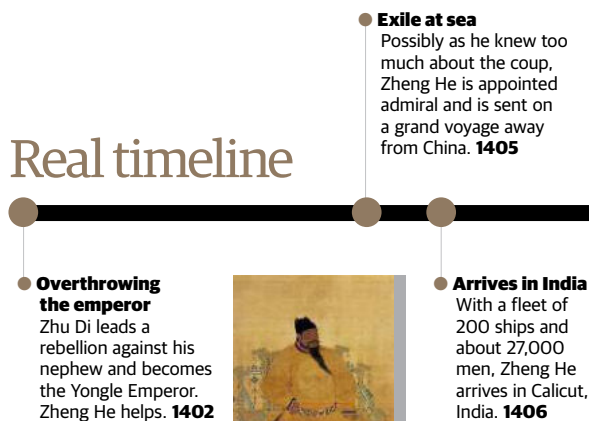 Real timeline
Overthrowing
the emperor
Zhu Di leads a
rebellion against his
nephew and becomes
the Yongle Emperor.
Zheng He helps. 1402
Exile at sea
Possibly as he knew too
much about the coup,
Zheng He is appointed
admiral and is sent on
a grand voyage away
from China. 1405
Arrives in India
With a fleet of
200 ships and
about 27,000
men, Zheng He
arrives in Calicut,
India. 1406